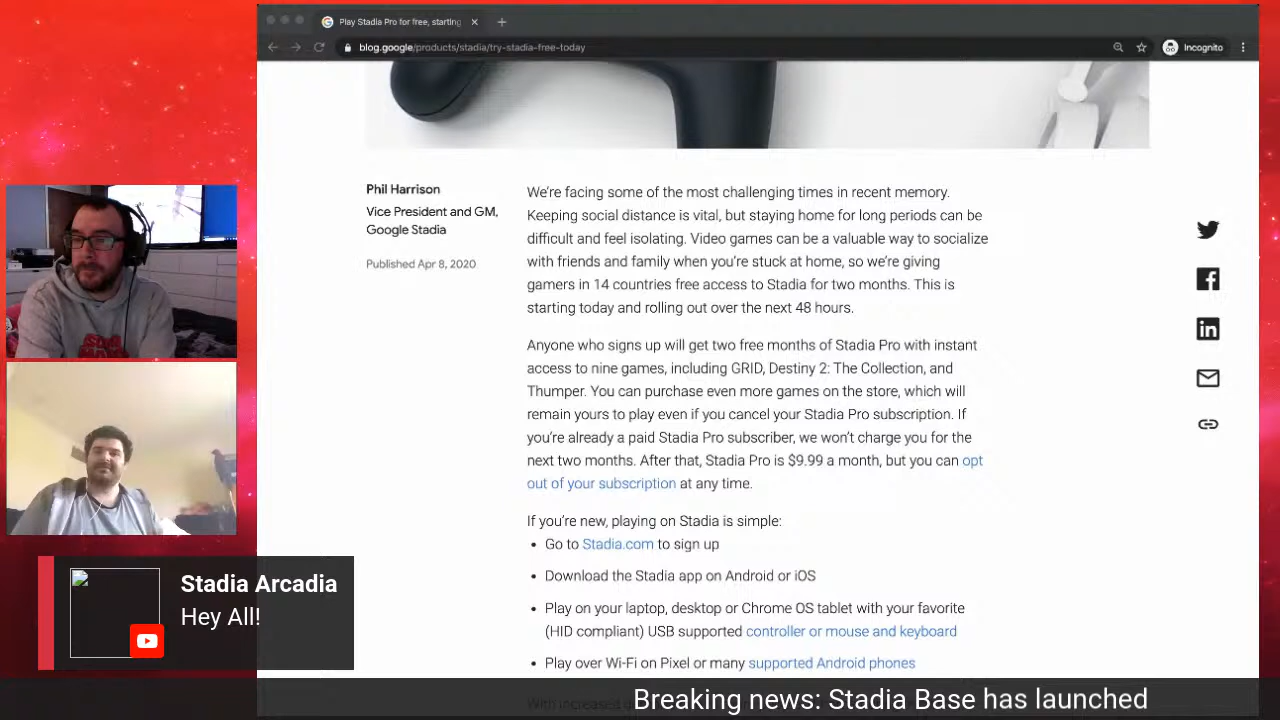 Play Stadia Pro for free, starting
blog.google/products/stadia/try-stadia-free-today
Incognito
Phil Harrison
Vice President and GM,
Google Stadia
Published Apr 8, 2020
We're facing some of the most challenging times in recent memory.
Keeping social distance is vital, but staying home for long periods can be
difficult and feel isolating. Video games can be a valuable way to socialize
with friends and family when you're stuck at home, so we're giving
gamers in 14 countries free access to Stadia for two months. This is
starting today and rolling out over the next 48 hours.
Anyone who signs up will get two free months of Stadia Pro with instant
access to nine games, including GRID, Destiny 2: The Collection, and
Thumper. You can purchase even more games on the store, which will
remain yours to play even if you cancel your Stadia Pro subscription. If
you're already a paid Stadia Pro subscriber, we won't charge you for the
next two months. After that, Stadia Pro is $9.99 a month, but you can opt
out of your subscription at any time.
If you're new, playing on Stadia is simple:
• Go to Stadia.com to sign up
• Download the Stadia app on Android or iOS
• Play on your laptop, desktop or Chrome OS tablet with your favorite
(HID compliant) USB supported controller or mouse and keyboard
• Play over Wi-Fi on Pixel or many supported Android phones
With increased
Stadia Arcadia
Hey All!
Breaking news: Stadia Base has launched